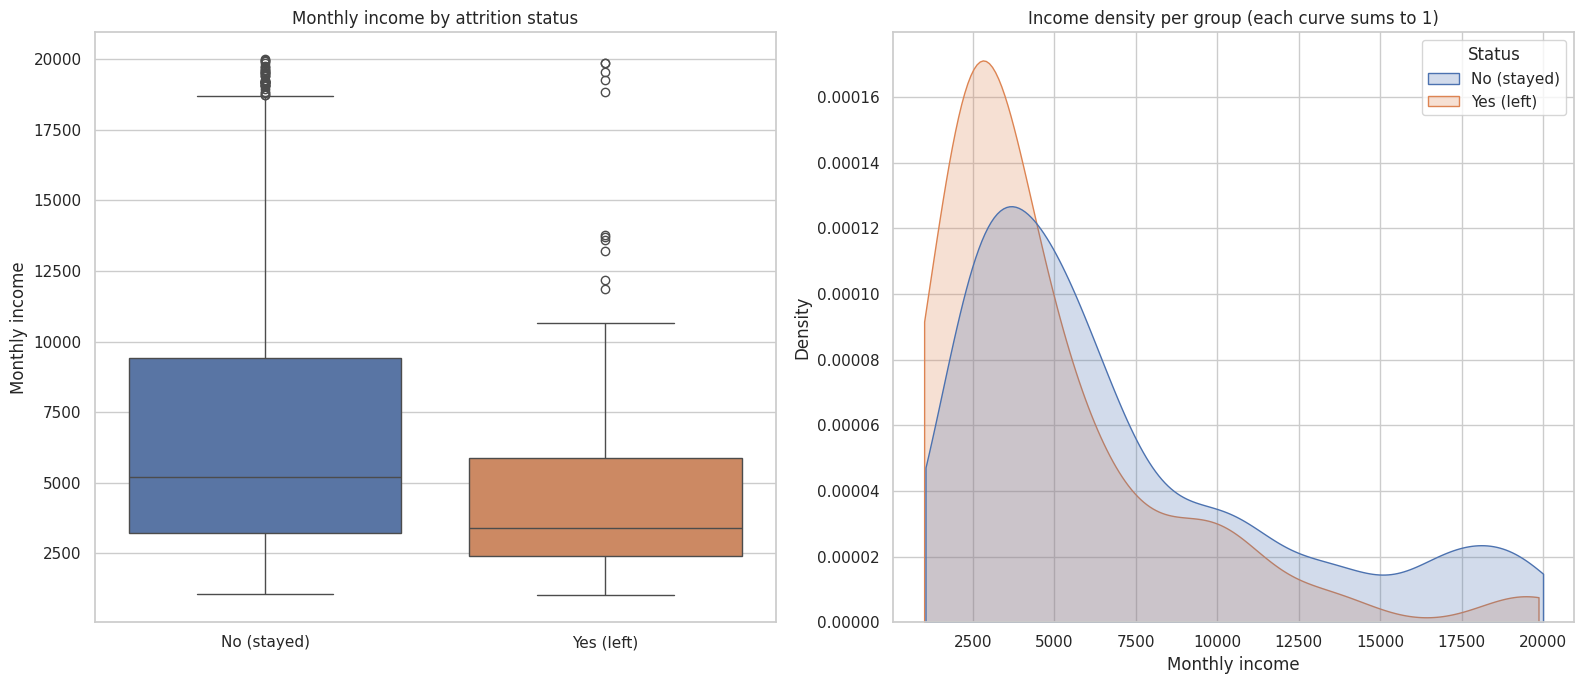 Monthly income by attrition status
Monthly income
20000
17500
15000
12500
10000
7500
5000
2500
No (stayed)
Yes (left)
Income density per group (each curve sums to 1)
Status
No (stayed)
Yes (left)
Density
0.00016
0.00014
0.00012
0.00010
0.00008
0.00006
0.00004
0.00002
0.00000
2500 5000 7500 10000 12500 15000 17500 20000
Monthly income